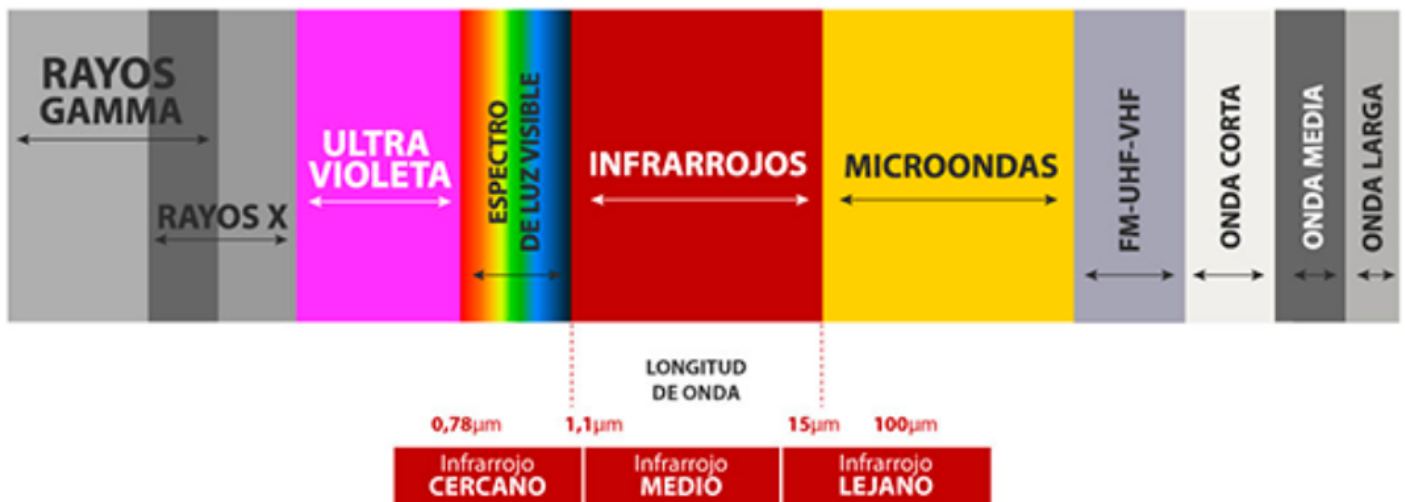 RAYOS
GAMMA
RAYOS X
ULTRA
VIOLETA
ESPECTRO
DE LUZ VISIBLE
INFRARROJOS
MICROONDAS
FM-UHF-VHF
ONDA CORTA
ONDA MEDIA
ONDA LARGA
LONGITUD
DE ONDA
0,78µm 1,1µm 15µm 100µm
Infrarrojo
CERCANO
Infrarrojo
MEDIO
Infrarrojo
LEJANO